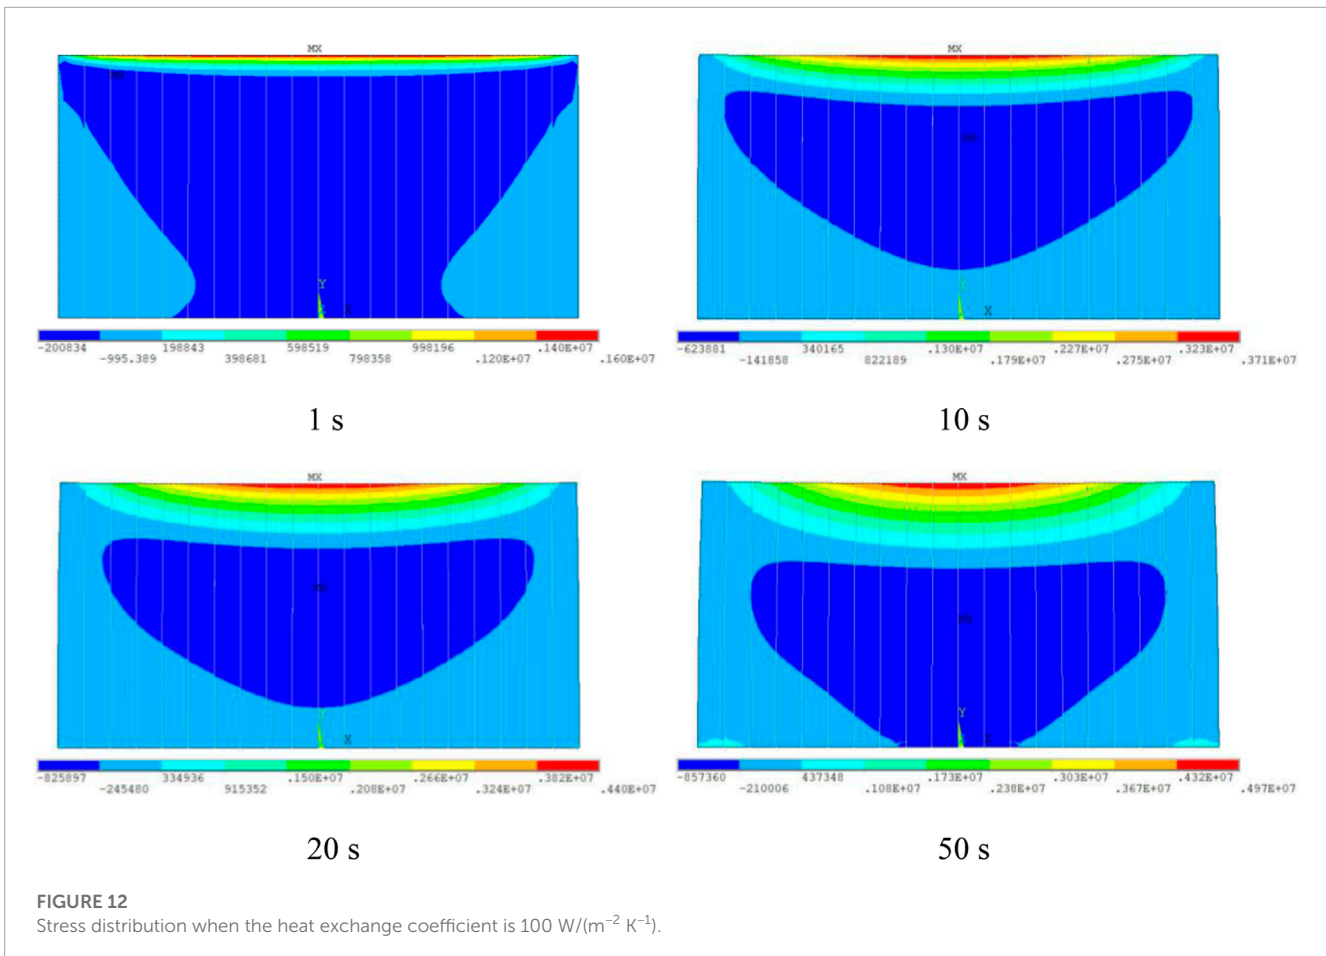 MX
MN
Y
X
-200834 198843 598519 998196 .140E+07
-995.389 398681 798358 .120E+07 .160E+07
1 s
MX
MN
X
-623881 340165 .130E+07 .227E+07 .323E+07
-141858 822189 .179E+07 .275E+07 .371E+07
10 s
MX
MN
X
-825897 334936 .150E+07 .266E+07 .382E+07
-245480 915352 .208E+07 .324E+07 .440E+07
20 s
MX
MN
Y
X
-857360 437348 .173E+07 .303E+07 .432E+07
-210006 .108E+07 .238E+07 .367E+07 .497E+07
50 s
FIGURE 12
Stress distribution when the heat exchange coefficient is 100 W/(m⁻² K⁻¹).